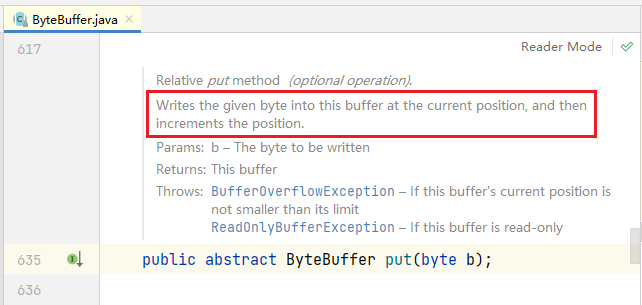 ByteBuffer.java
617
Reader Mode
Relative put method (optional operation).
Writes the given byte into this buffer at the current position, and then
increments the position.
Params: b – The byte to be written
Returns: This buffer
Throws: BufferOverflowException – If this buffer's current position is
not smaller than its limit
ReadOnlyBufferException – If this buffer is read-only
635 public abstract ByteBuffer put(byte b);
636